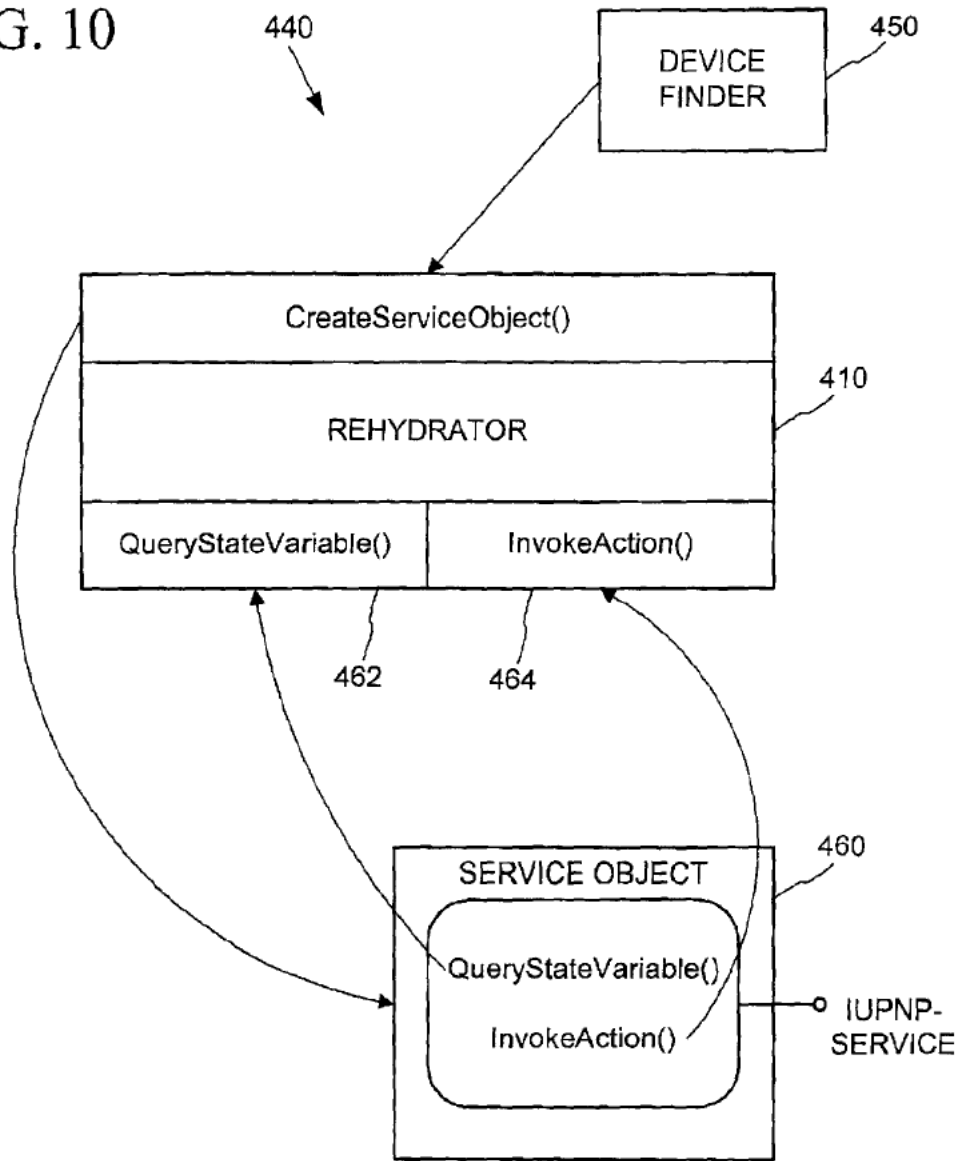 G. 10
440
450
DEVICE
FINDER
CreateServiceObject()
410
REHYDRATOR
QueryStateVariable()
InvokeAction()
462
464
460
SERVICE OBJECT
QueryStateVariable()
InvokeAction()
IUPNP-
SERVICE